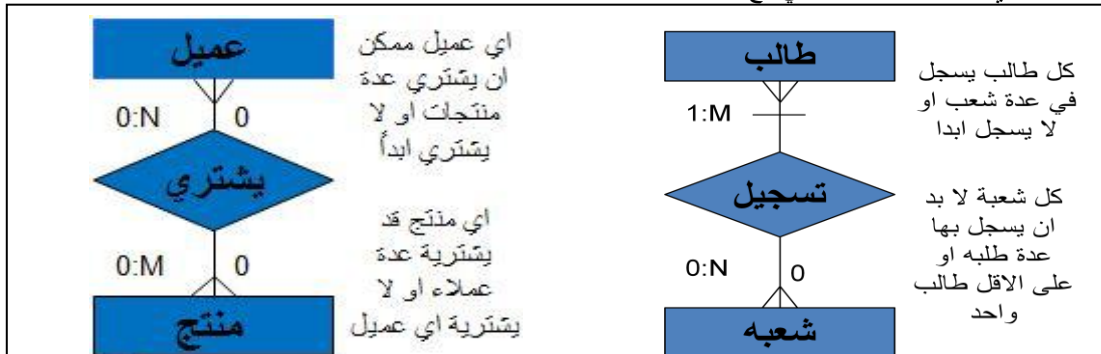 عميل
0:N
0
يشتري
0:M
0
منتج
اي عميل ممكن
ان يشتري عدة
منتجات او لا
يشتري ابداً
اي منتج قد
يشترية عدة
عملاء او لا
يشترية اي عميل
طالب
1:M
تسجيل
0:N
0
شعبه
كل طالب يسجل
في عدة شعب او
لا يسجل ابدا
كل شعبة لا بد
ان يسجل بها
عدة طلبه او
على الاقل طالب
واحد